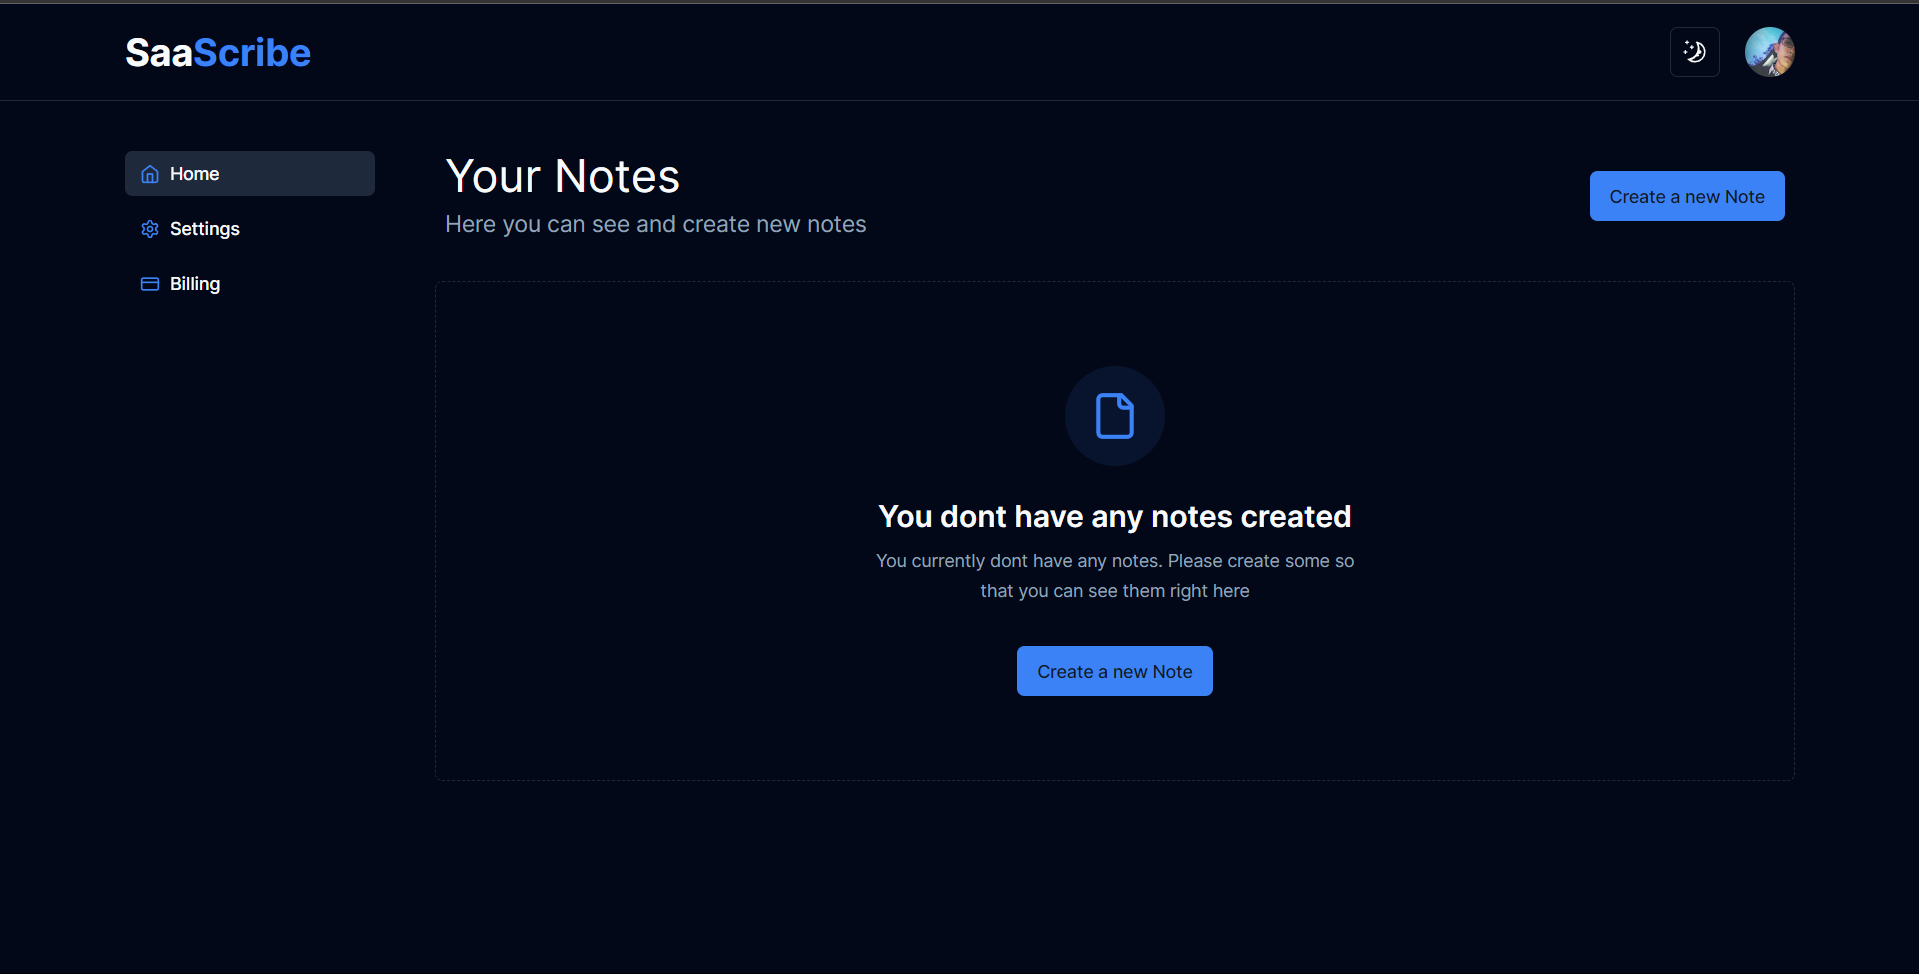 SaaScribe
Home
Settings
Billing
Your Notes
Here you can see and create new notes
Create a new Note
You dont have any notes created
You currently dont have any notes. Please create some so
that you can see them right here
Create a new Note